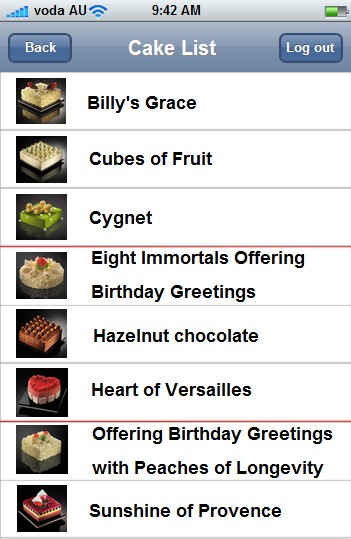 voda AU 9:42 AM
Back Cake List Log out
Billy's Grace
Cubes of Fruit
Cygnet
Eight Immortals Offering
Birthday Greetings
Hazelnut chocolate
Heart of Versailles
Offering Birthday Greetings
with Peaches of Longevity
Sunshine of Provence